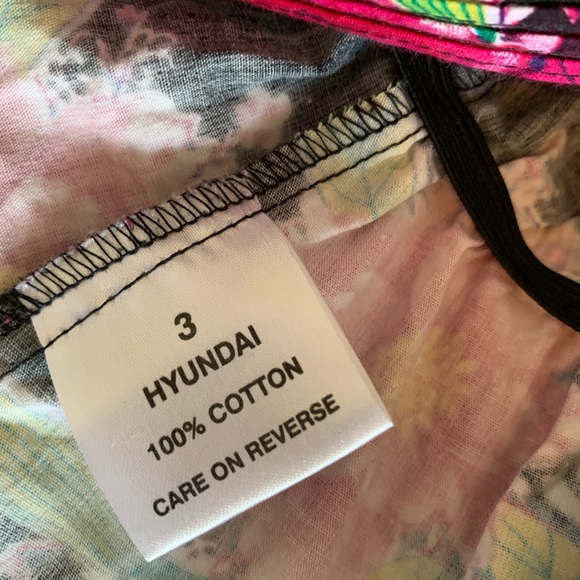 3
HYUNDAI
100% COTTON
CARE ON REVERSE